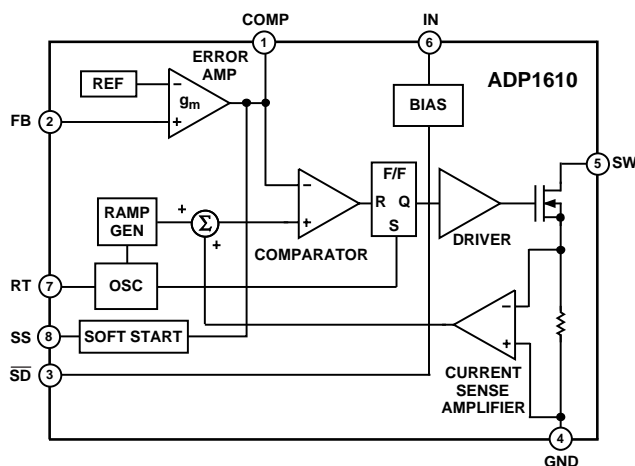 COMP
IN
1
6
ERROR
AMP
ADP1610
REF
−
gm
+
BIAS
FB
2
5
SW
F/F
R Q
S
−
+
RAMP
GEN
+
Σ
+
COMPARATOR
DRIVER
RT
7
OSC
SS
8
SOFT START
−
+
SD
3
CURRENT
SENSE
AMPLIFIER
4
GND